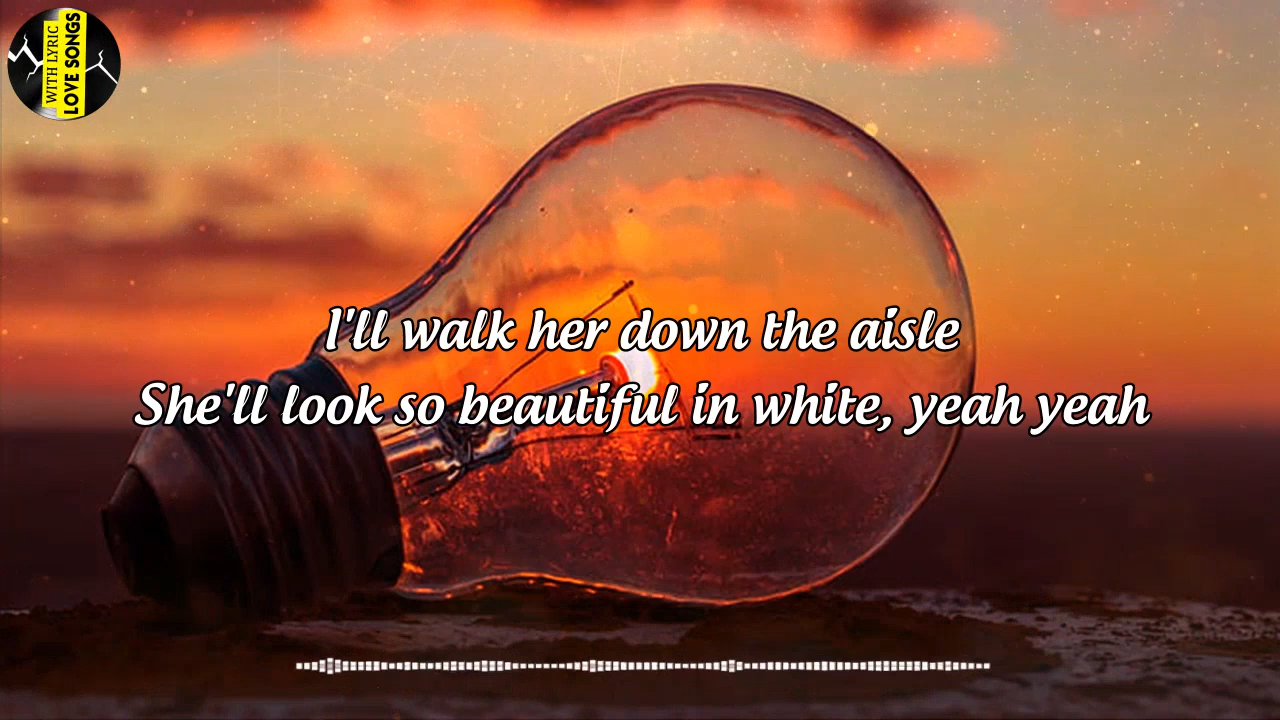 WITH LYRIC
LOVE SONGS
I'll walk her down the aisle
She'll look so beautiful in white, yeah yeah